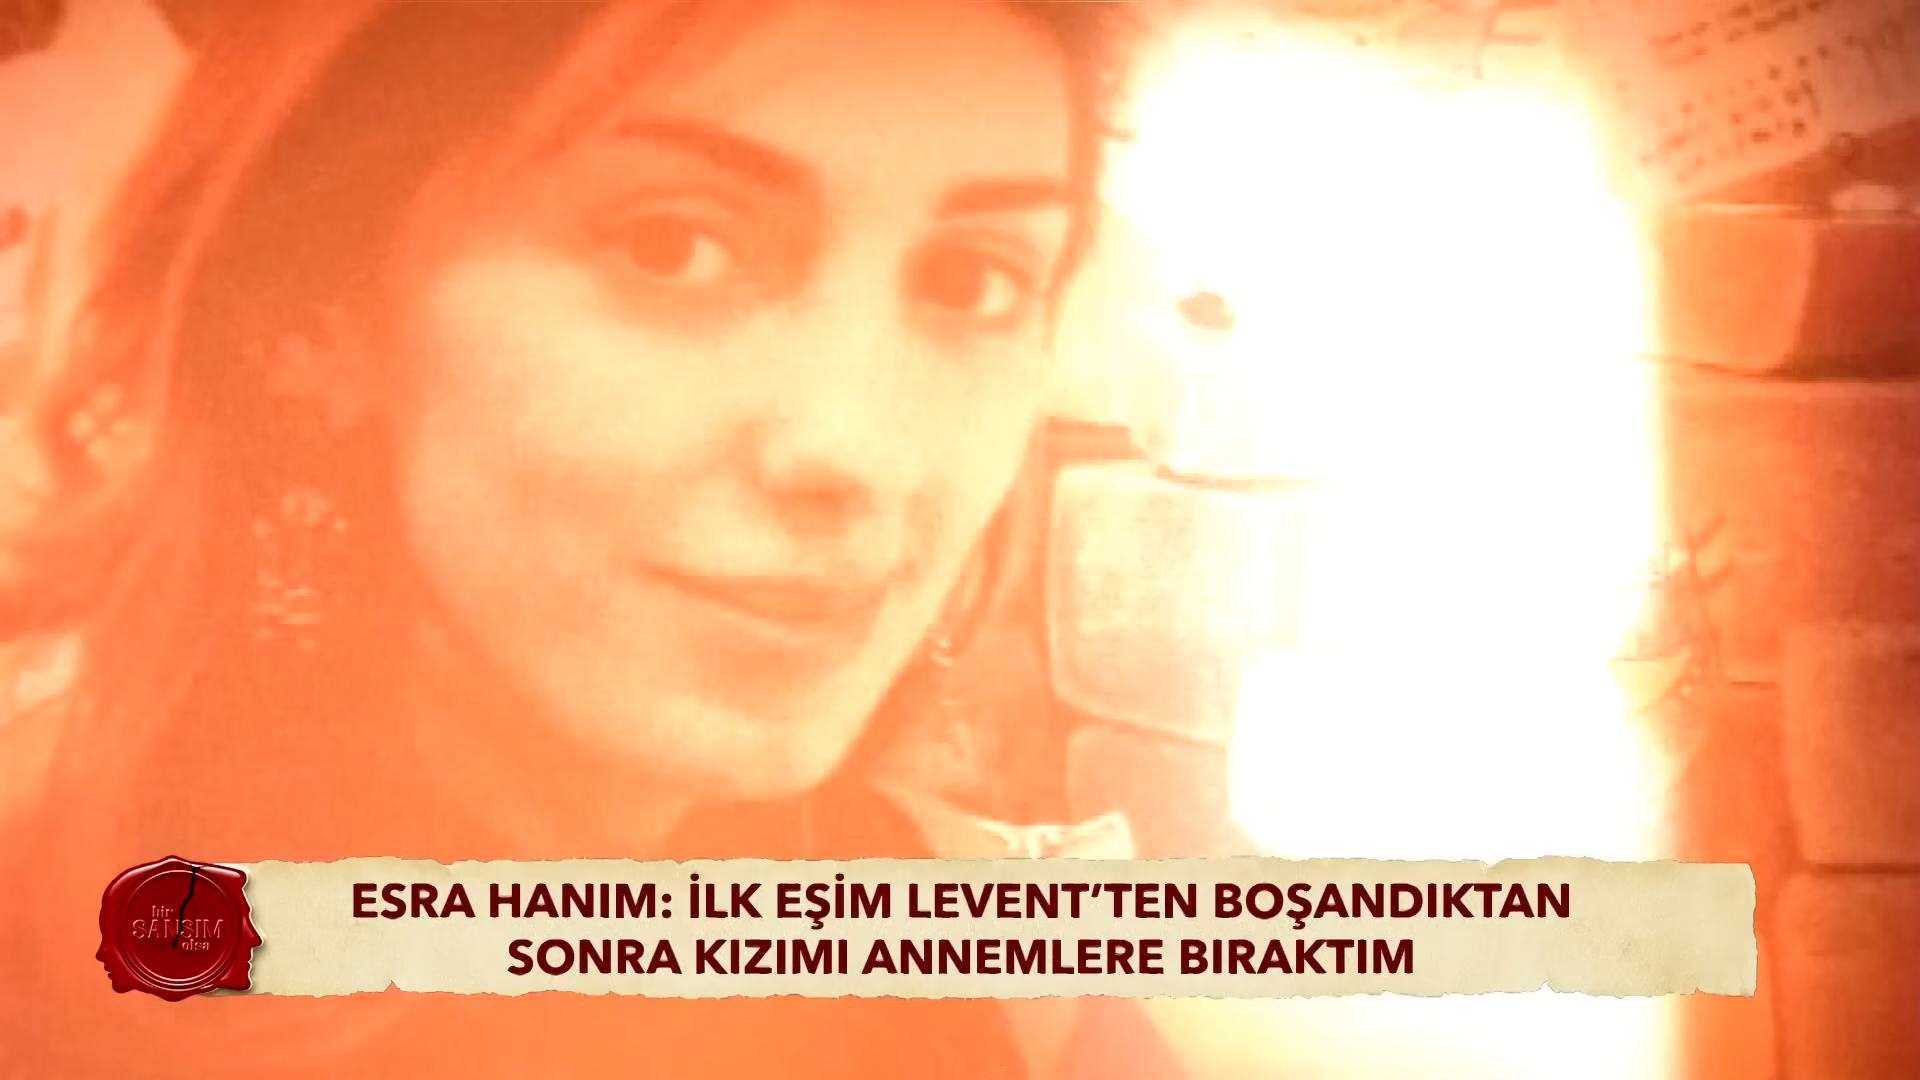 ESRA HANIM: İLK EŞİM LEVENT’TEN BOŞANDIKTAN
SONRA KIZIMI ANNEMLERE BIRAKTIM
bir
ŞANSIM
olsa